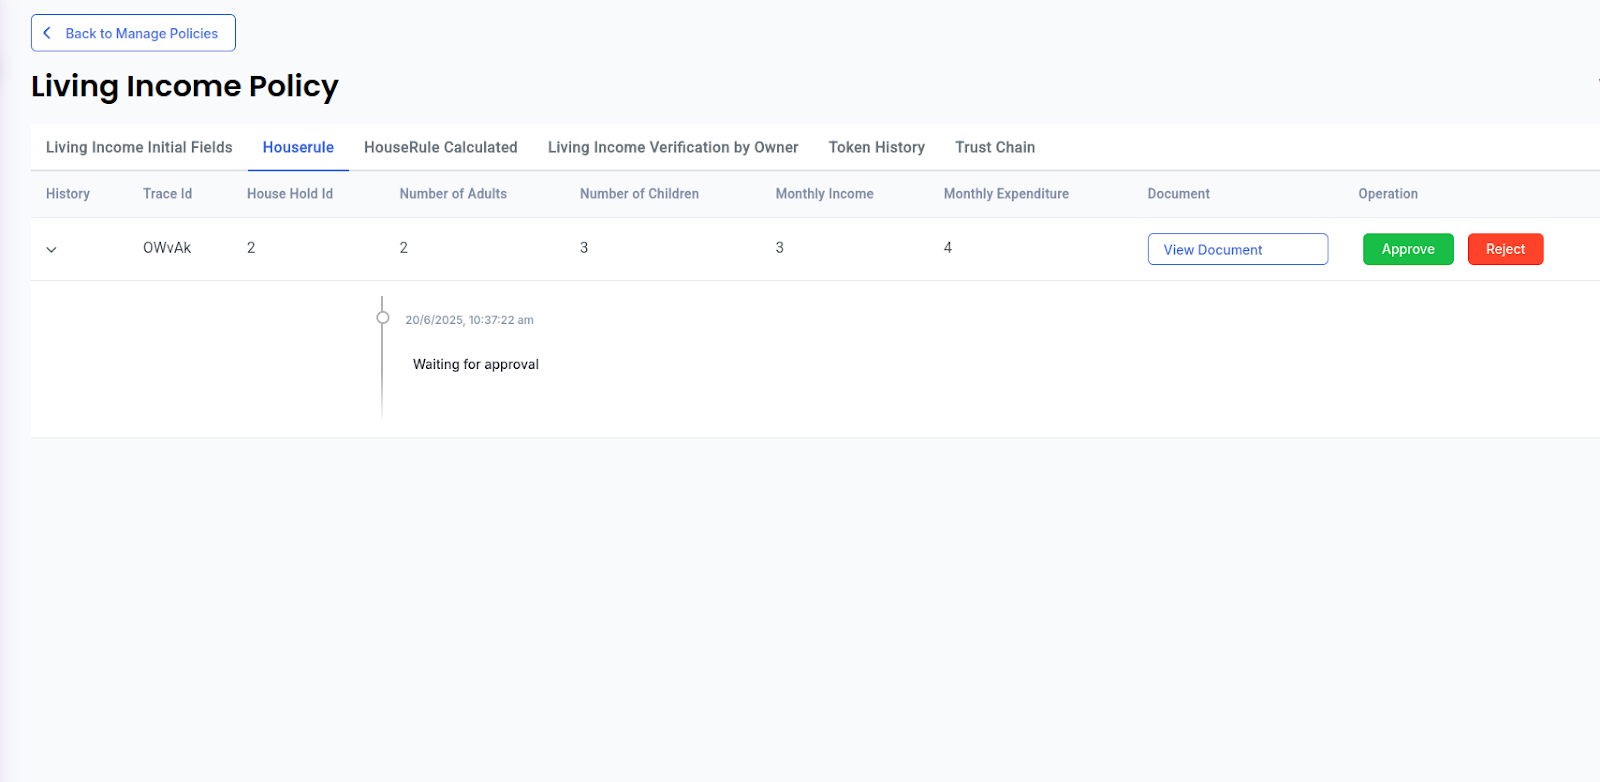 Back to Manage Policies
Living Income Policy
Living Income Initial Fields Houserule HouseRule Calculated Living Income Verification by Owner Token History Trust Chain
History Trace Id House Hold Id Number of Adults Number of Children Monthly Income Monthly Expenditure Document Operation
OWvAk 2 2 3 3 4 View Document Approve Reject
20/6/2025, 10:37:22 am
Waiting for approval